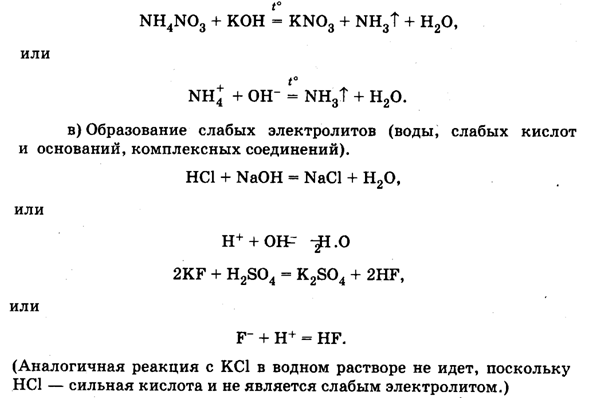 t°
NH₄NO₃ + KOH = KNO₃ + NH₃↑ + H₂O,
или
t°
NH₄⁺ + OH⁻ = NH₃↑ + H₂O.
в) Образование слабых электролитов (воды, слабых кислот
и оснований, комплексных соединений).
HCl + NaOH = NaCl + H₂O,
или
H⁺ + OH⁻
2KF + H₂SO₄ = K₂SO₄ + 2HF,
или
F⁻ + H⁺ = HF.
(Аналогичная реакция с KCl в водном растворе не идет, поскольку
HCl — сильная кислота и не является слабым электролитом.)